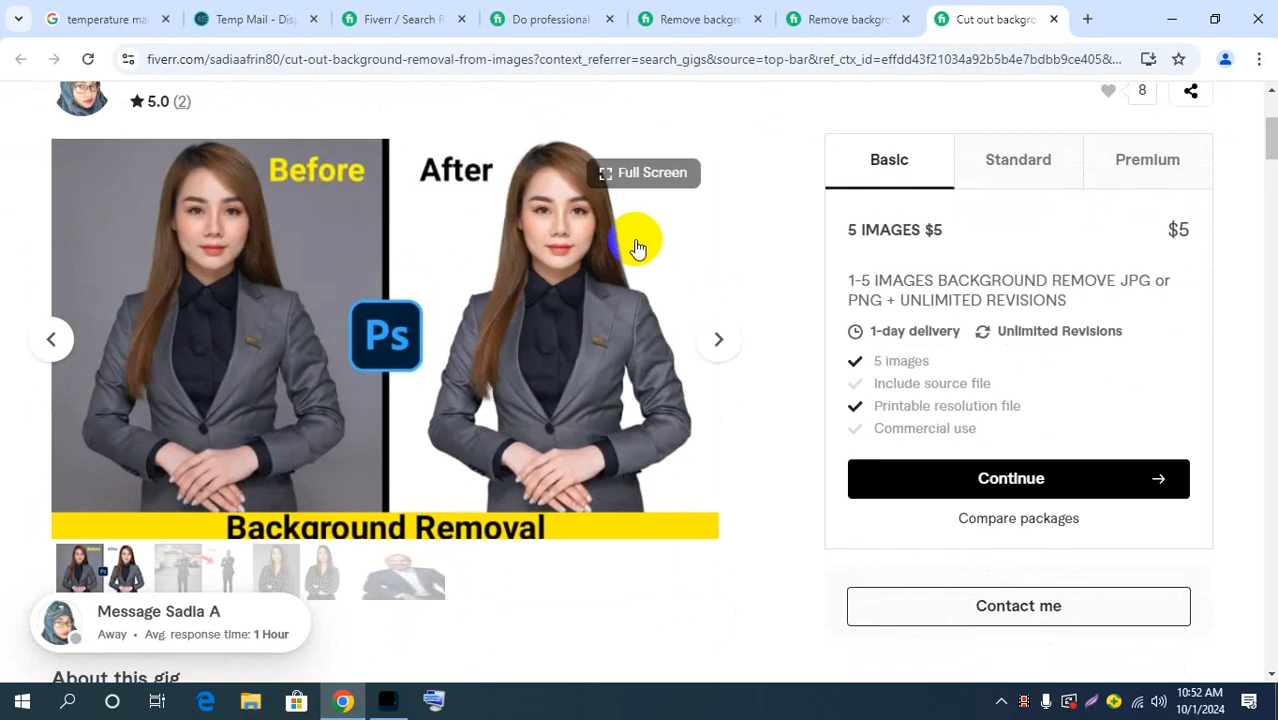 temperature ma
Temp Mail - Disp
Fiverr / Search R
Do professional
Remove backgr
Remove backgr
Cut out backgro
fiverr.com/sadiaafrin80/cut-out-background-removal-from-images?context_referrer=search_gigs&source=top-bar&ref_ctx_id=effdd43f21034a92b5b4e7bdbb9ce405&...
5.0 (2)
8
Before
After
Full Screen
Ps
Background Removal
Before
After
Ps
Basic
Standard
Premium
5 IMAGES $5
$5
1-5 IMAGES BACKGROUND REMOVE JPG or
PNG + UNLIMITED REVISIONS
1-day delivery
Unlimited Revisions
5 images
Include source file
Printable resolution file
Commercial use
Continue
Compare packages
Contact me
Message Sadia A
Away • Avg. response time: 1 Hour
About this gig
10:52 AM
10/1/2024